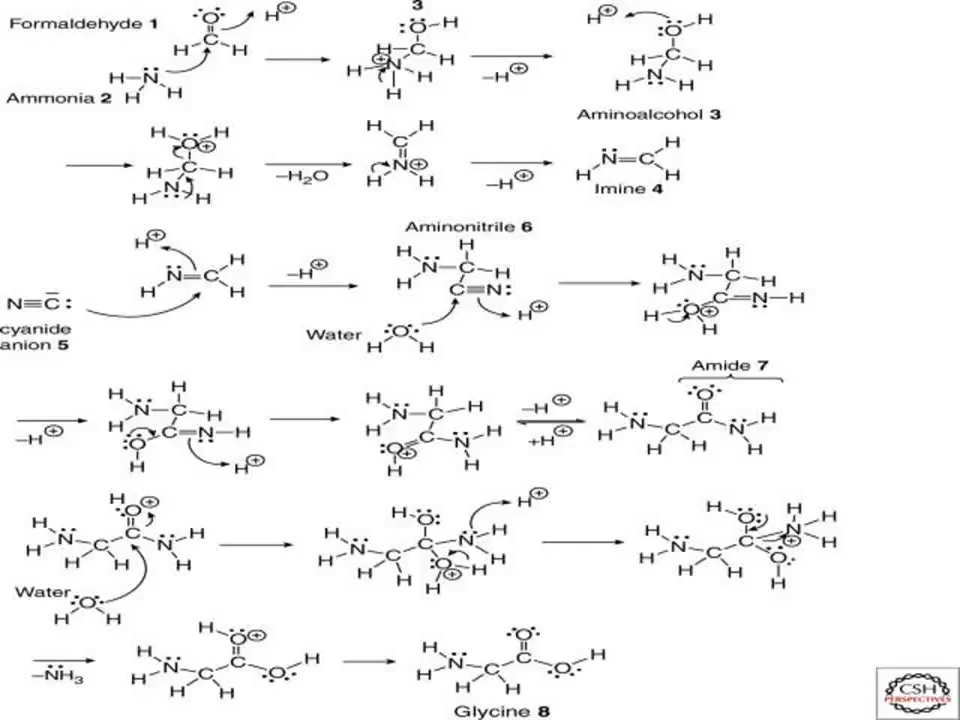 Formaldehyde 1
Ammonia 2
3
–H⊕
Aminoalcohol 3
–H₂O
–H⊕
Imine 4
N≡C:
cyanide
anion 5
–H⊕
Aminonitrile 6
Water
H⊕
–H⊕
–H⊕
+H⊕
Amide 7
Water
H⊕
–NH₃
Glycine 8
CSH
PERSPECTIVES